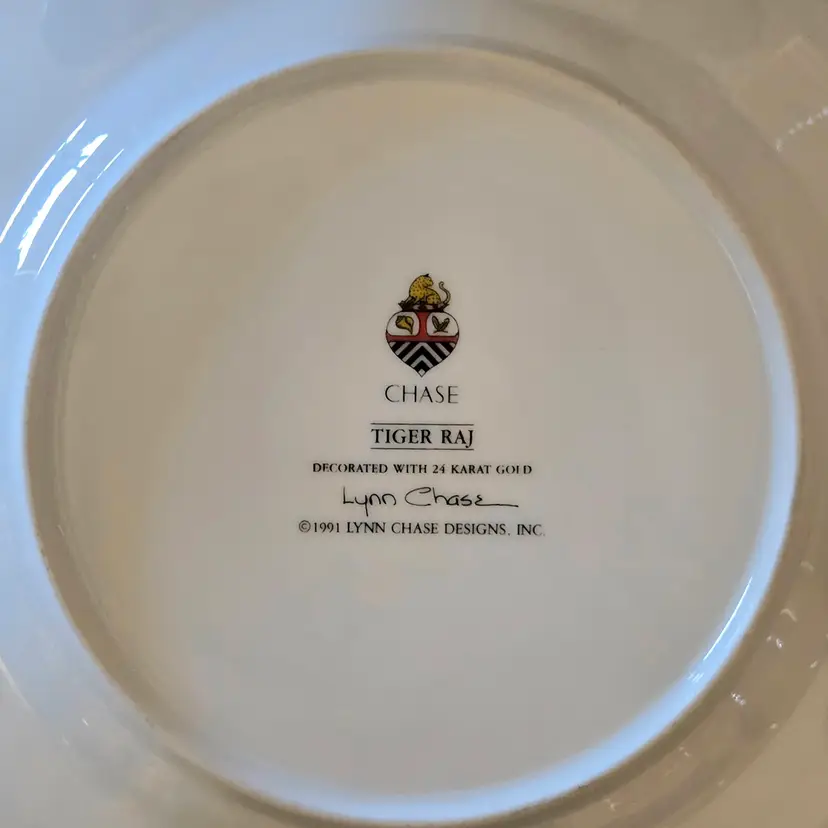 CHASE
TIGER RAJ
DECORATED WITH 24 KARAT GOLD
Lynn Chase
©1991 LYNN CHASE DESIGNS, INC.